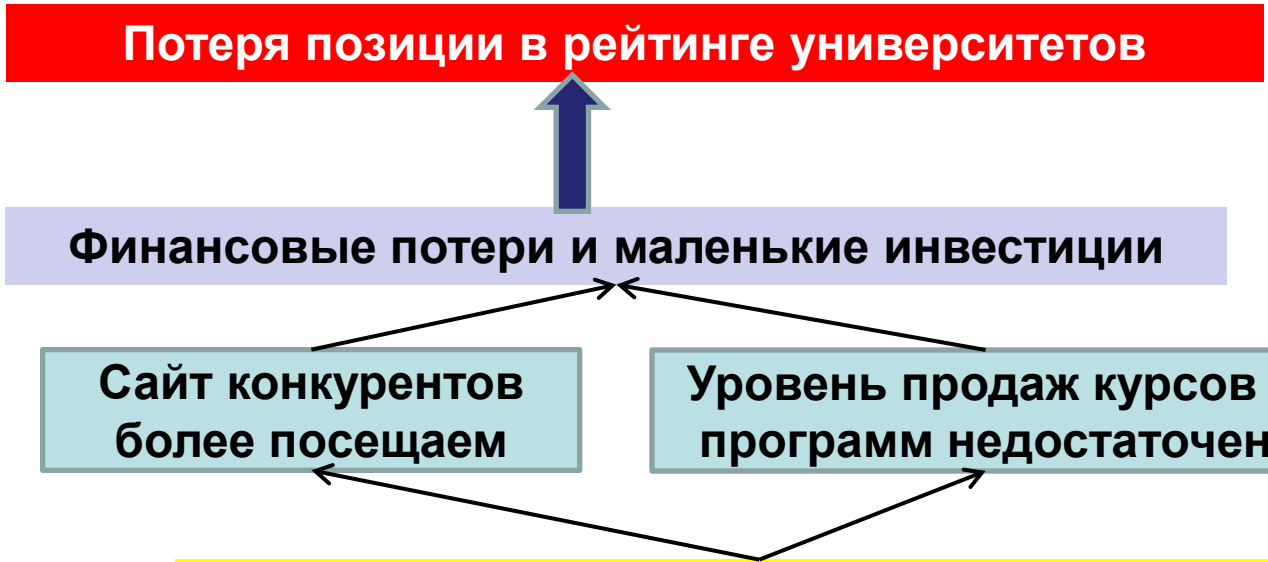 Потеря позиции в рейтинге университетов
Финансовые потери и маленькие инвестиции
Сайт конкурентов
более посещаем
Уровень продаж курсов
программ недостаточен